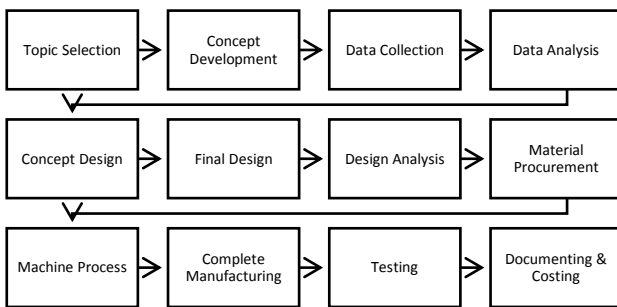 Topic Selection
Concept
Development
Data Collection
Data Analysis
Concept Design
Final Design
Design Analysis
Material
Procurement
Machine Process
Complete
Manufacturing
Testing
Documenting &
Costing